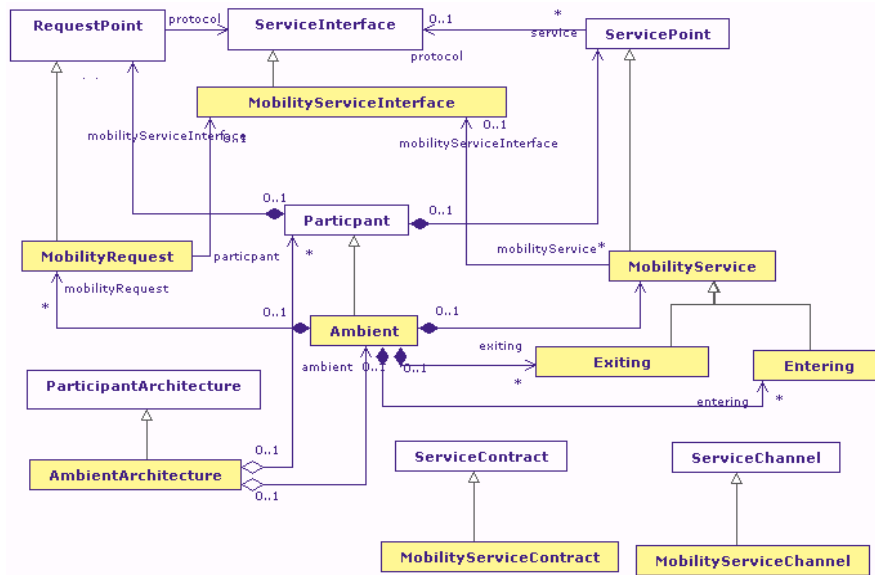 RequestPoint
protocol
ServiceInterface
0..1
*
service
ServicePoint
protocol
. .
MobilityServiceInterface
mobilityServiceInterface
0..1
0..1
mobilityServiceInterface
0..1
Particpant
0..1
MobilityRequest
particpant
*
mobilityService
*
MobilityService
mobilityRequest
*
0..1
Ambient
0..1
exiting
Exiting
Entering
ambient
0..1
0..1
*
entering
*
ParticipantArchitecture
0..1
AmbientArchitecture
0..1
ServiceContract
ServiceChannel
MobilityServiceContract
MobilityServiceChannel